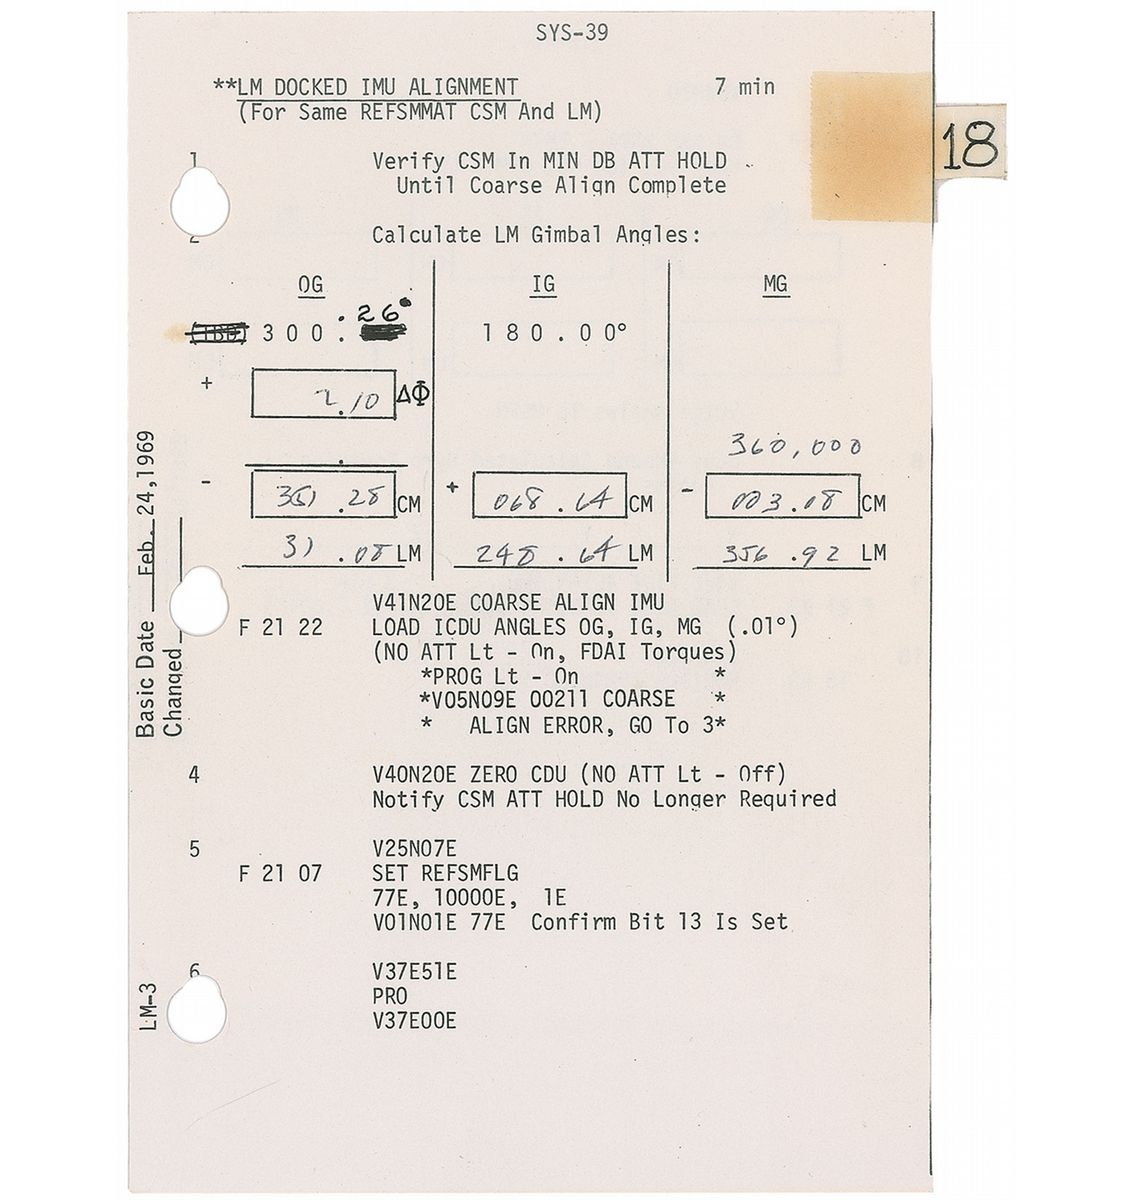 SYS-39
**LM DOCKED IMU ALIGNMENT 7 min
(For Same REFSMMAT CSM And LM)
18
1 Verify CSM In MIN DB ATT HOLD
Until Coarse Align Complete
2 Calculate LM Gimbal Angles:
OG IG MG
300.26° 180.00°
+ 2.10 ΔΦ
360,000
- .28 CM + 068.64 CM - 003.08 CM
.08 LM 248.64 LM 356.92 LM
V41N20E COARSE ALIGN IMU
F 21 22 LOAD ICDU ANGLES OG, IG, MG (.01°)
(NO ATT Lt - On, FDAI Torques)
*PROG Lt - On *
*V05N09E 00211 COARSE *
* ALIGN ERROR, GO To 3*
4 V40N20E ZERO CDU (NO ATT Lt - Off)
Notify CSM ATT HOLD No Longer Required
5 V25N07E
F 21 07 SET REFSMFLG
77E, 10000E, 1E
V01N01E 77E Confirm Bit 13 Is Set
6 V37E51E
PRO
V37E00E
Basic Date Feb. 24,1969
Changed
LM-3